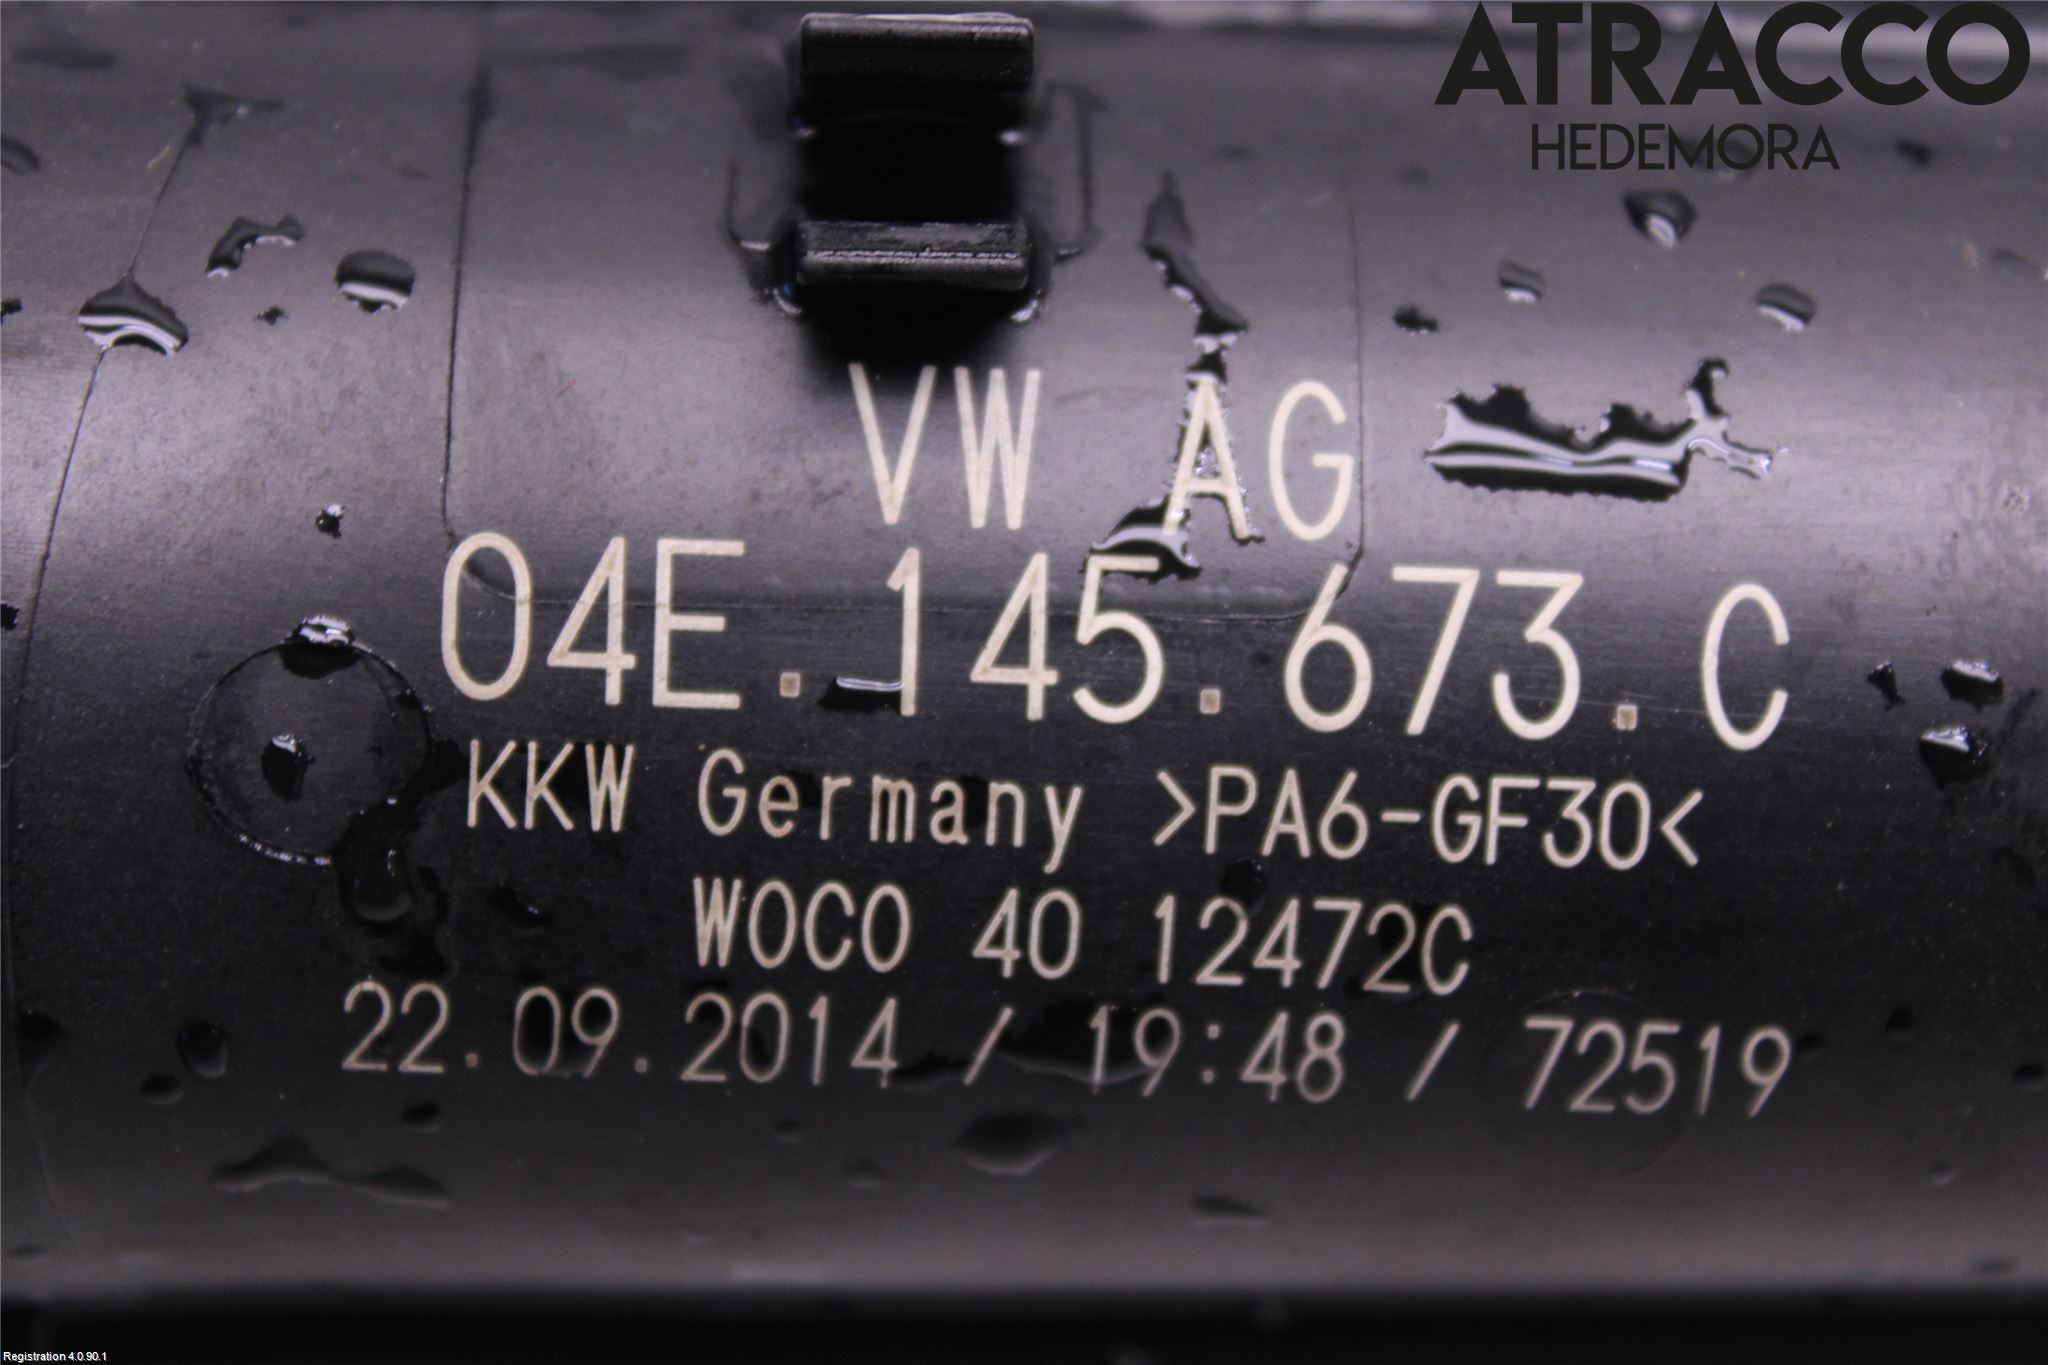 ATRACCO
HEDEMORA
VW AG
04E.145.673.C
KKW Germany >PA6-GF30<
WOCO 40 12472C
22.09.2014 / 19:48 / 72519
Registration 4.0.90.1